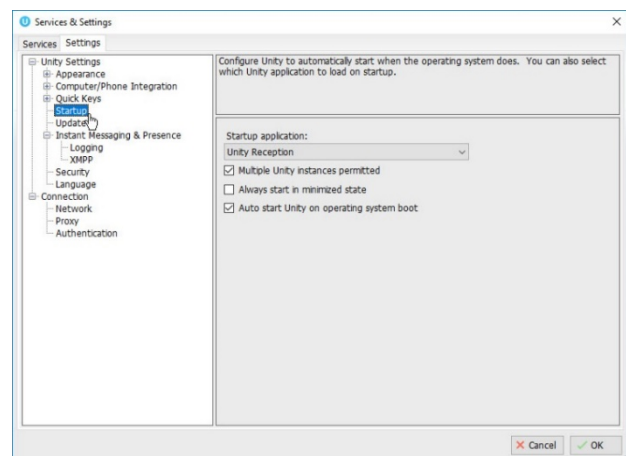 Services & Settings
Services
Settings
Unity Settings
Appearance
Computer/Phone Integration
Quick Keys
Startup
Update
Instant Messaging & Presence
Logging
XMPP
Security
Language
Connection
Network
Proxy
Authentication
Configure Unity to automatically start when the operating system does. You can also select
which Unity application to load on startup.
Startup application:
Unity Reception
Multiple Unity instances permitted
Always start in minimized state
Auto start Unity on operating system boot
Cancel
OK